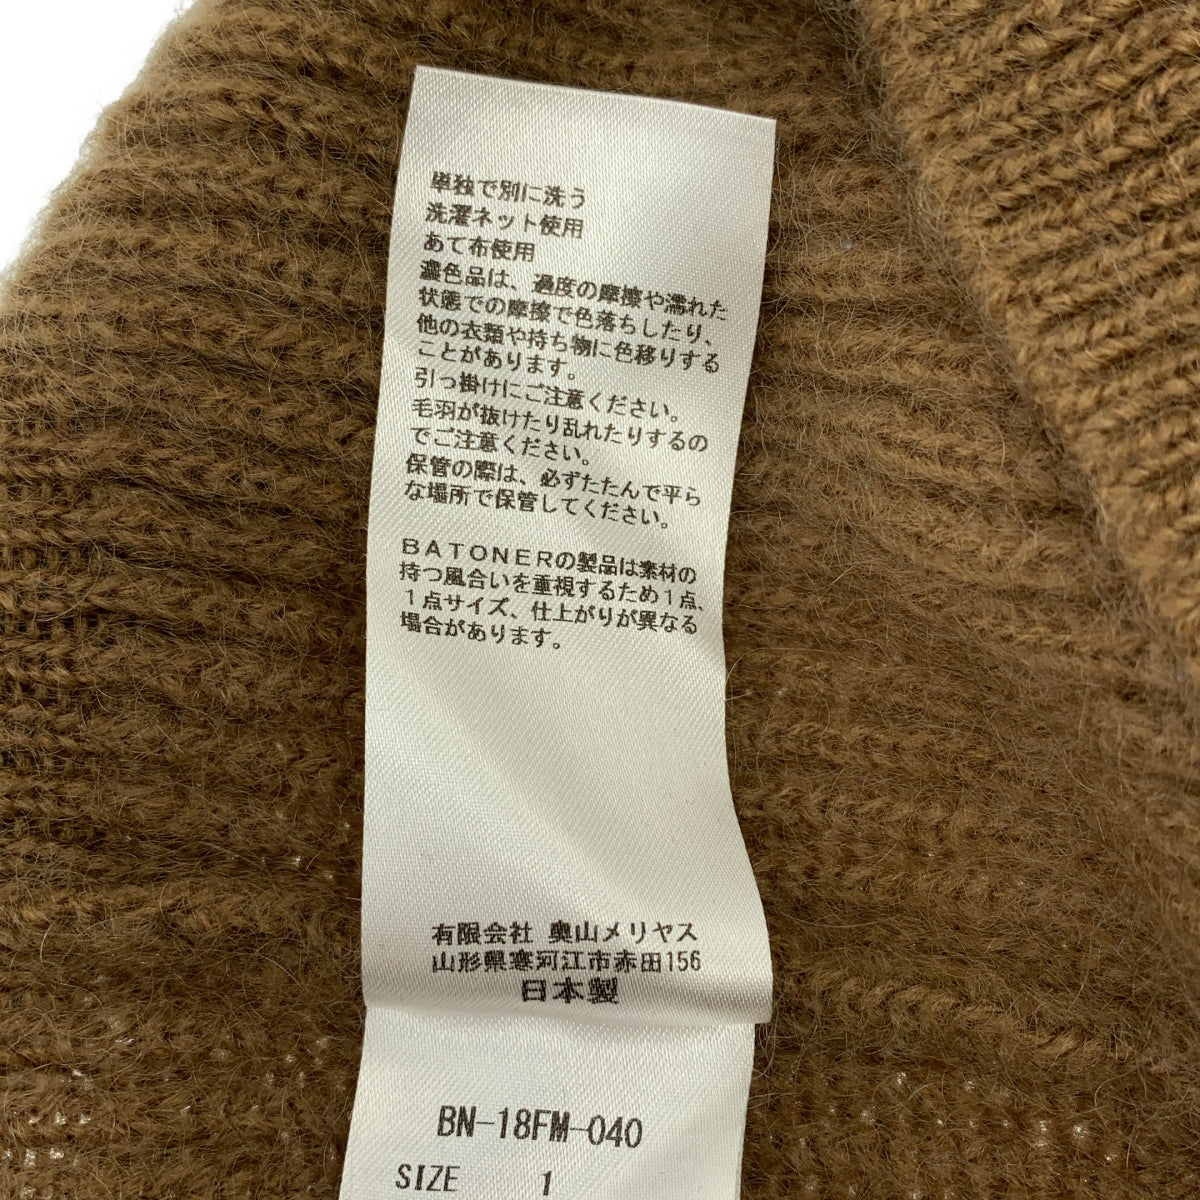 単独で別に洗う
洗濯ネット使用
あて布使用
濃色品は、過度の摩擦や濡れた
状態での摩擦で色落ちしたり、
他の衣類や持ち物に色移りする
ことがあります。
引っ掛けにご注意ください。
毛羽が抜けたり乱れたりするの
でご注意ください。
保管の際は、必ずたたんで平ら
な場所で保管してください。
BATONERの製品は素材の
持つ風合いを重視するため1点、
1点サイズ、仕上がりが異なる
場合があります。
有限会社 奥山メリヤス
山形県寒河江市赤田156
日本製
BN-18FM-040
SIZE 1